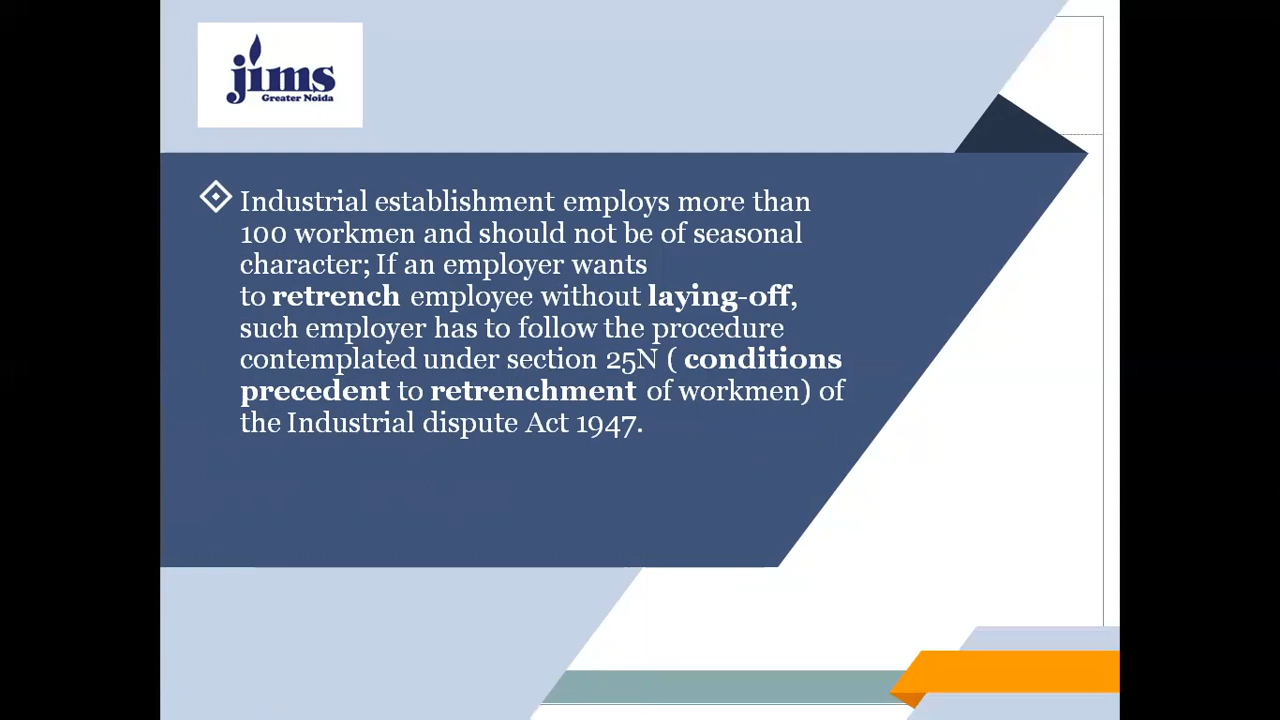 jims
Greater Noida
Industrial establishment employs more than
100 workmen and should not be of seasonal
character; If an employer wants
to retrench employee without laying-off,
such employer has to follow the procedure
contemplated under section 25N ( conditions
precedent to retrenchment of workmen) of
the Industrial dispute Act 1947.